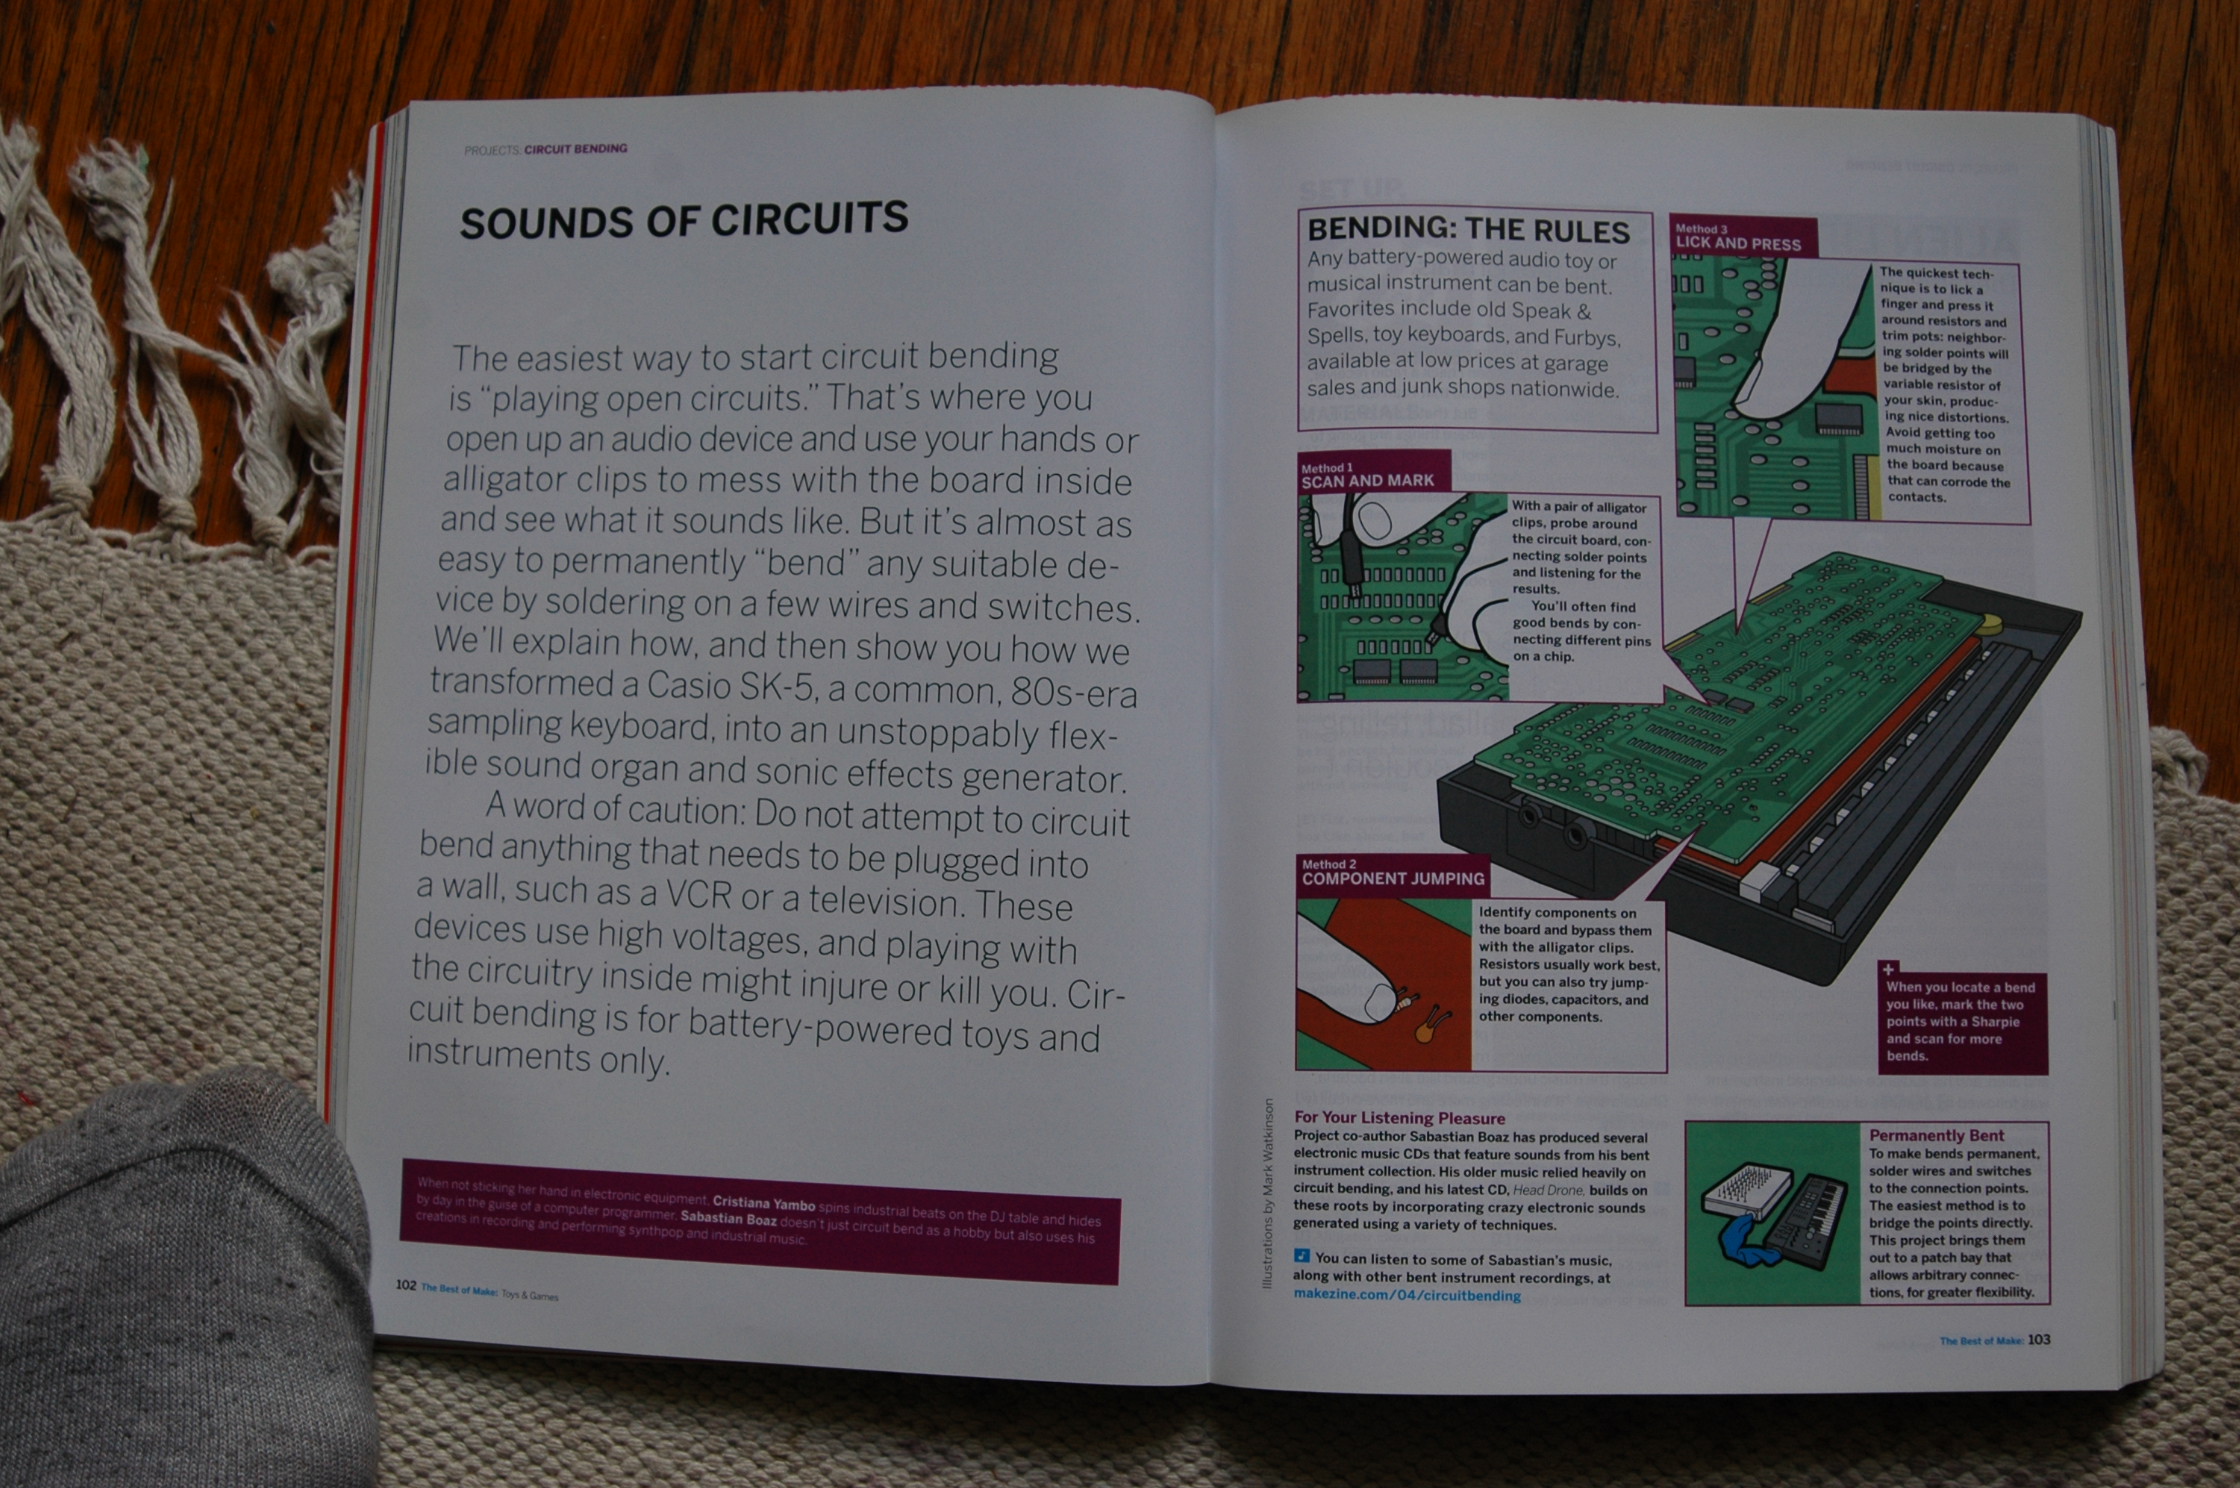 PROJECTS: CIRCUIT BENDING
SOUNDS OF CIRCUITS
The easiest way to start circuit bending
is “playing open circuits.” That’s where you
open up an audio device and use your hands or
alligator clips to mess with the board inside
and see what it sounds like. But it’s almost as
easy to permanently “bend” any suitable de-
vice by soldering on a few wires and switches.
We’ll explain how, and then show you how we
transformed a Casio SK-5, a common, 80s-era
sampling keyboard, into an unstoppably flex-
ible sound organ and sonic effects generator.
A word of caution: Do not attempt to circuit
bend anything that needs to be plugged into
a wall, such as a VCR or a television. These
devices use high voltages, and playing with
the circuitry inside might injure or kill you. Cir-
cuit bending is for battery-powered toys and
instruments only.
When not sticking her hand in electronic equipment, Cristiana Yambo spins industrial beats on the DJ table and hides
by day in the guise of a computer programmer. Sabastian Boaz doesn’t just circuit bend as a hobby but also uses his
creations in recording and performing synthpop and industrial music.
102 The Best of Make: Toys & Games
BENDING: THE RULES
Any battery-powered audio toy or
musical instrument can be bent.
Favorites include old Speak &
Spells, toy keyboards, and Furbys,
available at low prices at garage
sales and junk shops nationwide.
Method 3
LICK AND PRESS
The quickest tech-
nique is to lick a
finger and press it
around resistors and
trim pots: neighbor-
ing solder points will
be bridged by the
variable resistor of
your skin, produc-
ing nice distortions.
Avoid getting too
much moisture on
the board because
that can corrode the
contacts.
Method 1
SCAN AND MARK
With a pair of alligator
clips, probe around
the circuit board, con-
necting solder points
and listening for the
results.
You’ll often find
good bends by con-
necting different pins
on a chip.
Method 2
COMPONENT JUMPING
Identify components on
the board and bypass them
with the alligator clips.
Resistors usually work best,
but you can also try jump-
ing diodes, capacitors, and
other components.
+
When you locate a bend
you like, mark the two
points with a Sharpie
and scan for more
bends.
For Your Listening Pleasure
Project co-author Sabastian Boaz has produced several
electronic music CDs that feature sounds from his bent
instrument collection. His older music relied heavily on
circuit bending, and his latest CD, Head Drone, builds on
these roots by incorporating crazy electronic sounds
generated using a variety of techniques.
You can listen to some of Sabastian’s music,
along with other bent instrument recordings, at
makezine.com/04/circuitbending
Permanently Bent
To make bends permanent,
solder wires and switches
to the connection points.
The easiest method is to
bridge the points directly.
This project brings them
out to a patch bay that
allows arbitrary connec-
tions, for greater flexibility.
Illustrations by Mark Watkinson
The Best of Make: 103